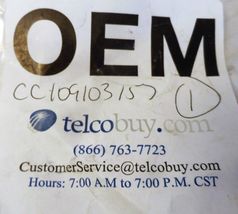 OEM
CC109103157
1
telcobuy.com
(866) 763-7723
CustomerService@telcobuy.com
Hours: 7:00 A.M to 7:00 P.M. CST